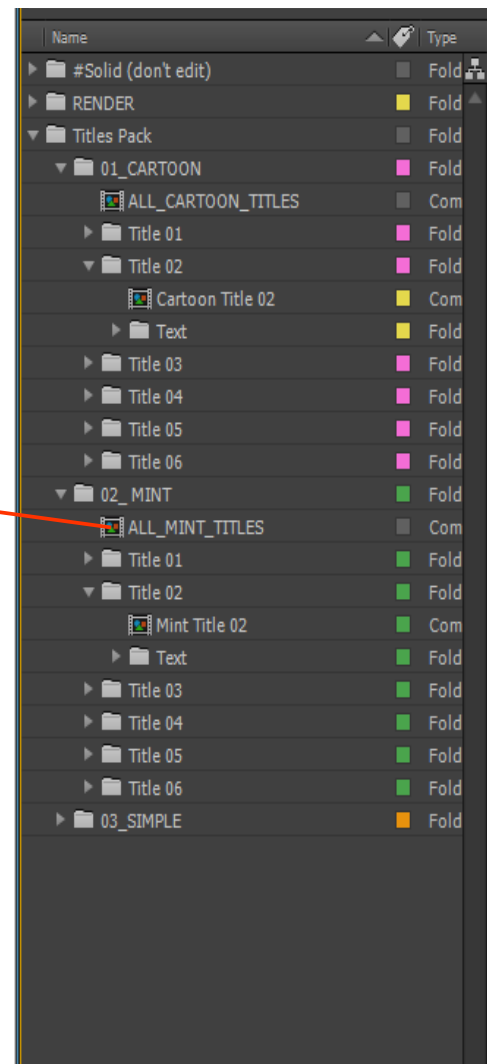 Name Type
#Solid (don't edit) Fold
RENDER Fold
Titles Pack Fold
01_CARTOON Fold
ALL_CARTOON_TITLES Com
Title 01 Fold
Title 02 Fold
Cartoon Title 02 Com
Text Fold
Title 03 Fold
Title 04 Fold
Title 05 Fold
Title 06 Fold
02_ MINT Fold
ALL_MINT_TITLES Com
Title 01 Fold
Title 02 Fold
Mint Title 02 Com
Text Fold
Title 03 Fold
Title 04 Fold
Title 05 Fold
Title 06 Fold
03_SIMPLE Fold